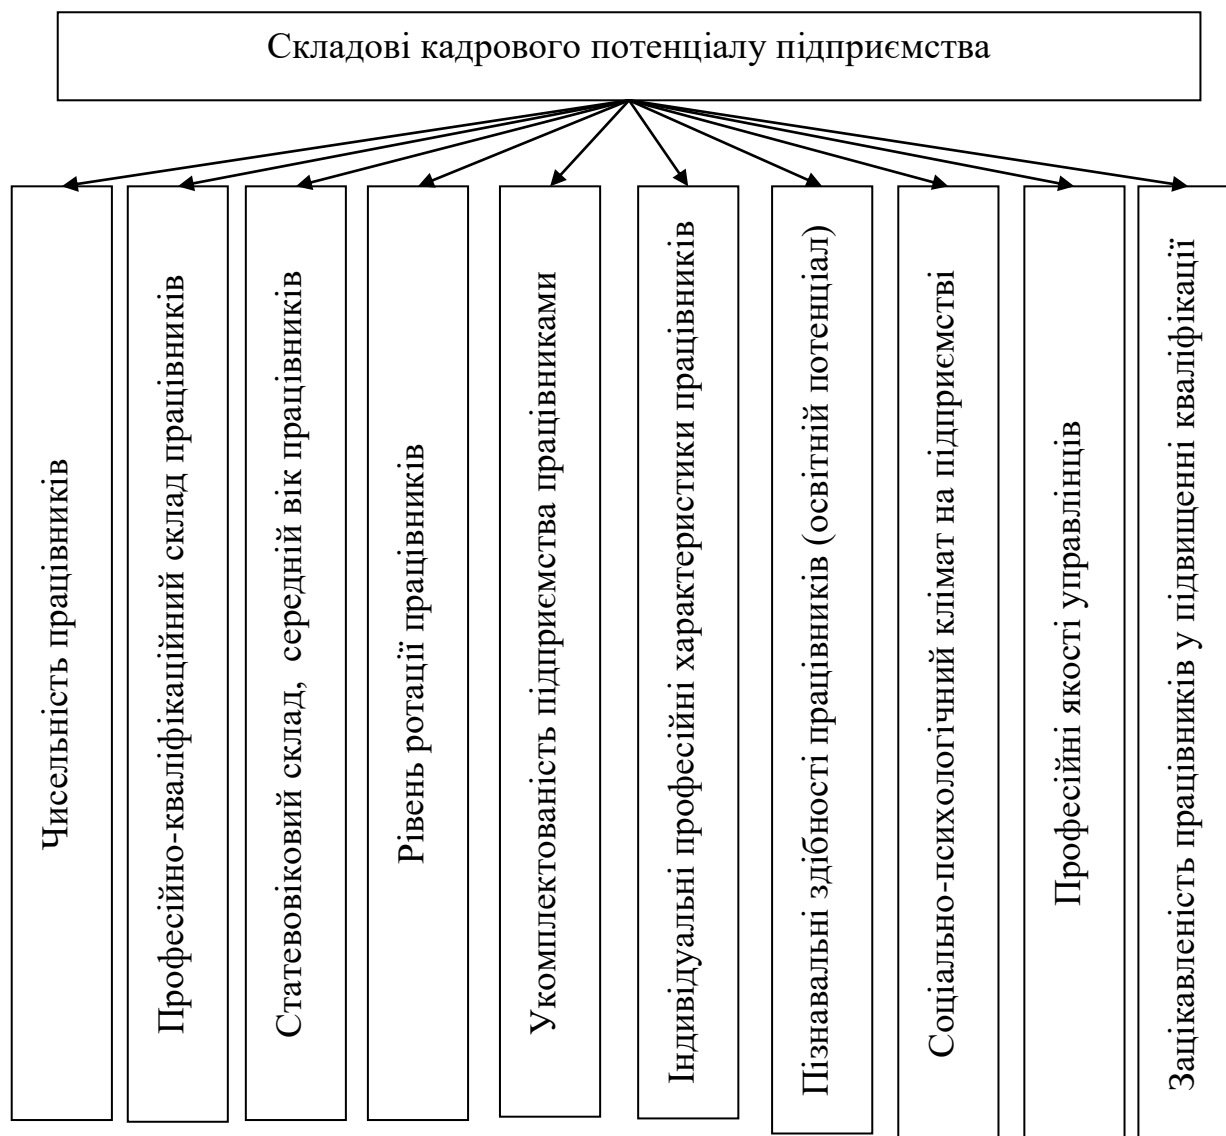 Складові кадрового потенціалу підприємства
Чисельність працівників
Професійно-кваліфікаційний склад працівників
Статевовіковий склад,  середній вік працівників
Рівень ротації працівників
Укомплектованість підприємства працівниками
Індивідуальні професійні характеристики працівників
Пізнавальні здібності працівників (освітній потенціал)
Соціально-психологічний клімат на підприємстві
Професійні якості управлінців
Зацікавленість працівників у підвищенні кваліфікації